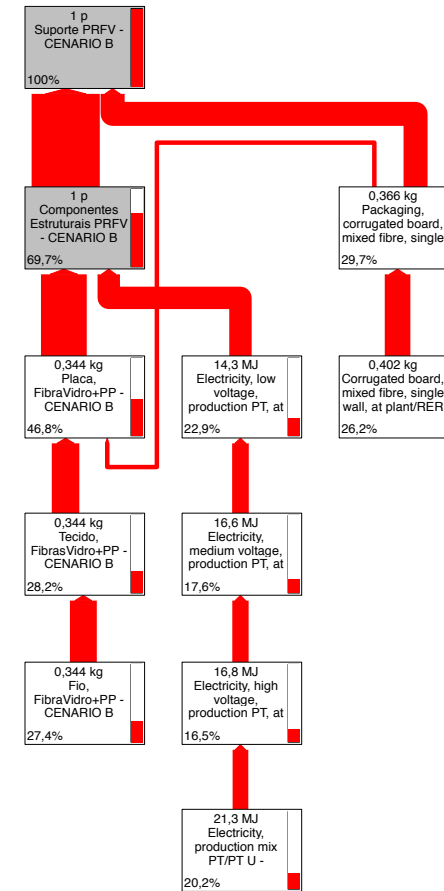 1 p
Suporte PRFV -
CENARIO B
100%
1 p
Componentes
Estruturais PRFV
- CENARIO B
69,7%
0,366 kg
Packaging,
corrugated board,
mixed fibre, single
29,7%
0,344 kg
Placa,
FibraVidro+PP -
CENARIO B
46,8%
14,3 MJ
Electricity, low
voltage,
production PT, at
22,9%
0,402 kg
Corrugated board,
mixed fibre, single
wall, at plant/RER
26,2%
0,344 kg
Tecido,
FibrasVidro+PP -
CENARIO B
28,2%
16,6 MJ
Electricity,
medium voltage,
production PT, at
17,6%
0,344 kg
Fio,
FibraVidro+PP -
CENARIO B
27,4%
16,8 MJ
Electricity, high
voltage,
production PT, at
16,5%
21,3 MJ
Electricity,
production mix
PT/PT U -
20,2%